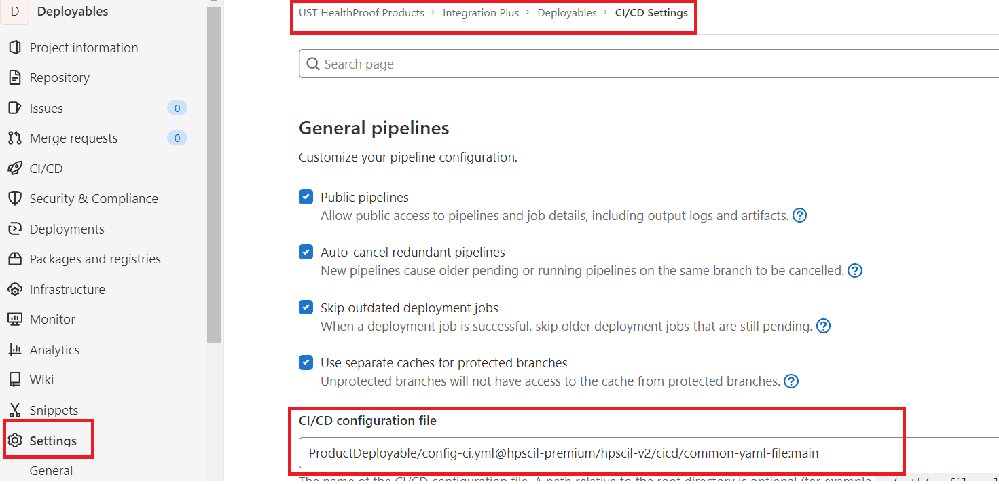 D
Deployables
Project information
Repository
Issues
0
Merge requests
0
CI/CD
Security & Compliance
Deployments
Packages and registries
Infrastructure
Monitor
Analytics
Wiki
Snippets
Settings
General
UST HealthProof Products > Integration Plus > Deployables > CI/CD Settings
Search page
General pipelines
Customize your pipeline configuration.
Public pipelines
Allow public access to pipelines and job details, including output logs and artifacts. ?
Auto-cancel redundant pipelines
New pipelines cause older pending or running pipelines on the same branch to be cancelled. ?
Skip outdated deployment jobs
When a deployment job is successful, skip older deployment jobs that are still pending. ?
Use separate caches for protected branches
Unprotected branches will not have access to the cache from protected branches. ?
CI/CD configuration file
ProductDeployable/config-ci.yml@hpscil-premium/hpscil-v2/cicd/common-yaml-file:main
The name of the CI/CD configuration file. A path relative to the root directory is optional (for example